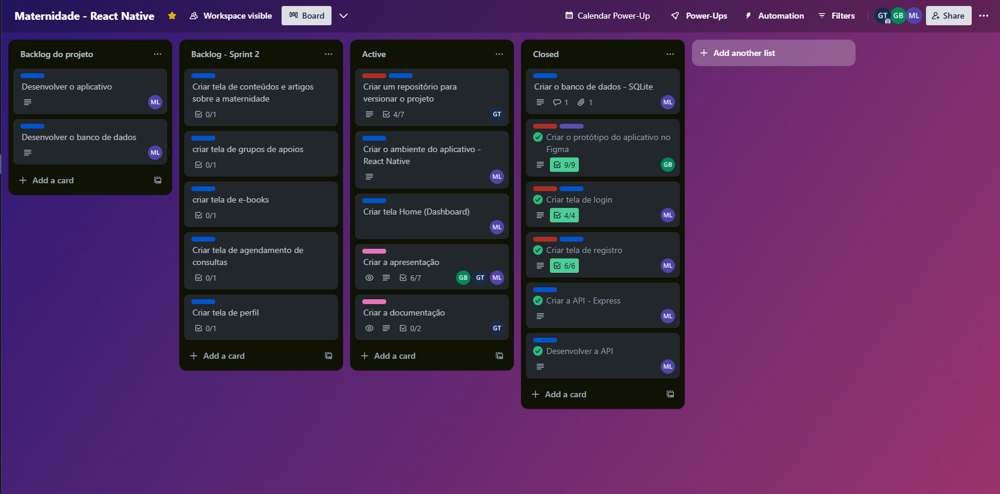 Maternidade - React Native
Workspace visible
Board
Calendar Power-Up
Power-Ups
Automation
Filters
GT
GB
ML
Share
Backlog do projeto
Desenvolver o aplicativo
ML
Desenvolver o banco de dados
ML
Add a card
Backlog - Sprint 2
Criar tela de conteúdos e artigos
sobre a maternidade
0/1
criar tela de grupos de apoios
0/1
criar tela de e-books
0/1
Criar tela de agendamento de
consultas
0/1
Criar tela de perfil
0/1
Add a card
Active
Criar um repositório para
versionar o projeto
4/7
GT
Criar o ambiente do aplicativo -
React Native
ML
Criar tela Home (Dashboard)
ML
Criar a apresentação
6/7
GB
GT
ML
Criar a documentação
0/2
GT
Add a card
Closed
Criar o banco de dados - SQLite
1
1
ML
Criar o protótipo do aplicativo no
Figma
9/9
GB
Criar tela de login
4/4
ML
Criar tela de registro
6/6
ML
Criar a API - Express
ML
Desenvolver a API
ML
Add a card
Add another list